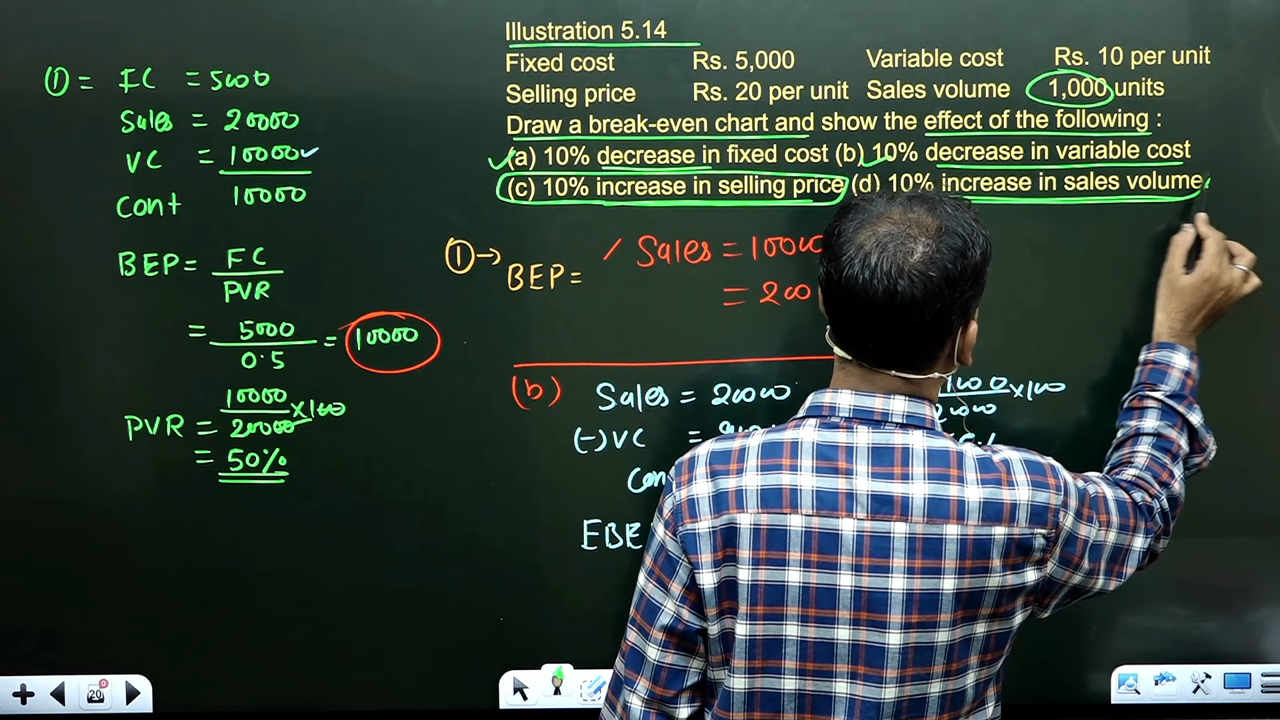 Illustration 5.14
Fixed cost Rs. 5,000 Variable cost Rs. 10 per unit
Selling price Rs. 20 per unit Sales volume 1,000 units
Draw a break-even chart and show the effect of the following :
(a) 10% decrease in fixed cost (b) 10% decrease in variable cost
(c) 10% increase in selling price (d) 10% increase in sales volume
① = FC = 5000
Sales = 20000
VC = 10000
Cont 10000
BEP = FC
PVR
= 5000
0.5
= 10000
PVR = 10000
20000 ×100
= 50%
① → BEP =
Sales = 10000
= 200
(b) Sales = 20000
(-) VC =
×100
20